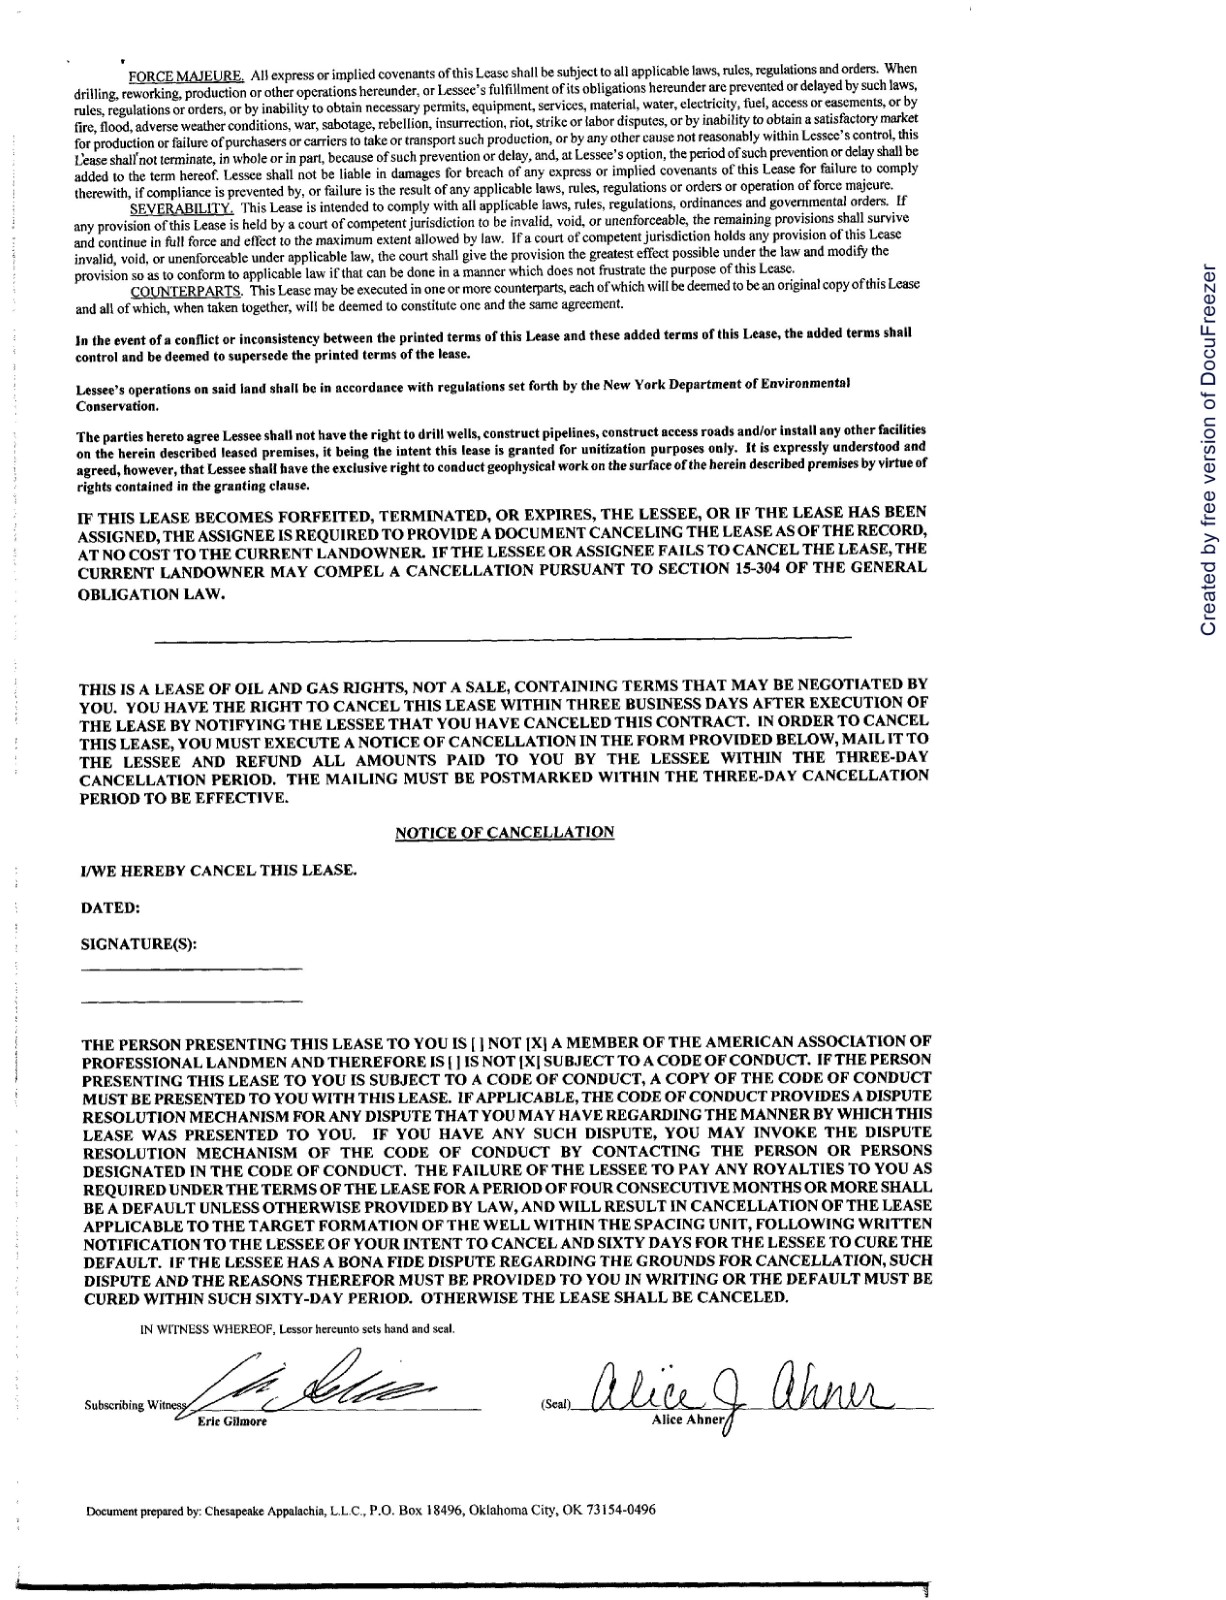 FORCE MAJEURE. All express or implied covenants of this Lease shall be subject to all applicable laws, rules, regulations and orders. When
drilling, reworking, production or other operations hereunder, or Lessee's fulfillment of its obligations hereunder are prevented or delayed by such laws,
rules, regulations or orders, or by inability to obtain necessary permits, equipment, services, material, water, electricity, fuel, access or easements, or by
fire, flood, adverse weather conditions, war, sabotage, rebellion, insurrection, riot, strike or labor disputes, or by inability to obtain a satisfactory market
for production or failure of purchasers or carriers to take or transport such production, or by any other cause not reasonably within Lessee's control, this
Lease shall not terminate, in whole or in part, because of such prevention or delay, and, at Lessee's option, the period of such prevention or delay shall be
added to the term hereof. Lessee shall not be liable in damages for breach of any express or implied covenants of this Lease for failure to comply
therewith, if compliance is prevented by, or failure is the result of any applicable laws, rules, regulations or orders or operation of force majeure.
SEVERABILITY. This Lease is intended to comply with all applicable laws, rules, regulations, ordinances and governmental orders. If
any provision of this Lease is held by a court of competent jurisdiction to be invalid, void, or unenforceable, the remaining provisions shall survive
and continue in full force and effect to the maximum extent allowed by law. If a court of competent jurisdiction holds any provision of this Lease
invalid, void, or unenforceable under applicable law, the court shall give the provision the greatest effect possible under the law and modify the
provision so as to conform to applicable law if that can be done in a manner which does not frustrate the purpose of this Lease.
COUNTERPARTS. This Lease may be executed in one or more counterparts, each of which will be deemed to be an original copy of this Lease
and all of which, when taken together, will be deemed to constitute one and the same agreement.
In the event of a conflict or inconsistency between the printed terms of this Lease and these added terms of this Lease, the added terms shall
control and be deemed to supersede the printed terms of the lease.
Lessee's operations on said land shall be in accordance with regulations set forth by the New York Department of Environmental
Conservation.
The parties hereto agree Lessee shall not have the right to drill wells, construct pipelines, construct access roads and/or install any other facilities
on the herein described leased premises, it being the intent this lease is granted for unitization purposes only. It is expressly understood and
agreed, however, that Lessee shall have the exclusive right to conduct geophysical work on the surface of the herein described premises by virtue of
rights contained in the granting clause.
IF THIS LEASE BECOMES FORFEITED, TERMINATED, OR EXPIRES, THE LESSEE, OR IF THE LEASE HAS BEEN
ASSIGNED, THE ASSIGNEE IS REQUIRED TO PROVIDE A DOCUMENT CANCELING THE LEASE AS OF THE RECORD,
AT NO COST TO THE CURRENT LANDOWNER. IF THE LESSEE OR ASSIGNEE FAILS TO CANCEL THE LEASE, THE
CURRENT LANDOWNER MAY COMPEL A CANCELLATION PURSUANT TO SECTION 15-304 OF THE GENERAL
OBLIGATION LAW.
THIS IS A LEASE OF OIL AND GAS RIGHTS, NOT A SALE, CONTAINING TERMS THAT MAY BE NEGOTIATED BY
YOU. YOU HAVE THE RIGHT TO CANCEL THIS LEASE WITHIN THREE BUSINESS DAYS AFTER EXECUTION OF
THE LEASE BY NOTIFYING THE LESSEE THAT YOU HAVE CANCELED THIS CONTRACT. IN ORDER TO CANCEL
THIS LEASE, YOU MUST EXECUTE A NOTICE OF CANCELLATION IN THE FORM PROVIDED BELOW, MAIL IT TO
THE LESSEE AND REFUND ALL AMOUNTS PAID TO YOU BY THE LESSEE WITHIN THE THREE-DAY
CANCELLATION PERIOD. THE MAILING MUST BE POSTMARKED WITHIN THE THREE-DAY CANCELLATION
PERIOD TO BE EFFECTIVE.
NOTICE OF CANCELLATION
I/WE HEREBY CANCEL THIS LEASE.
DATED:
SIGNATURE(S):
THE PERSON PRESENTING THIS LEASE TO YOU IS [ ] NOT [X] A MEMBER OF THE AMERICAN ASSOCIATION OF
PROFESSIONAL LANDMEN AND THEREFORE IS [ ] IS NOT [X] SUBJECT TO A CODE OF CONDUCT. IF THE PERSON
PRESENTING THIS LEASE TO YOU IS SUBJECT TO A CODE OF CONDUCT, A COPY OF THE CODE OF CONDUCT
MUST BE PRESENTED TO YOU WITH THIS LEASE. IF APPLICABLE, THE CODE OF CONDUCT PROVIDES A DISPUTE
RESOLUTION MECHANISM FOR ANY DISPUTE THAT YOU MAY HAVE REGARDING THE MANNER BY WHICH THIS
LEASE WAS PRESENTED TO YOU. IF YOU HAVE ANY SUCH DISPUTE, YOU MAY INVOKE THE DISPUTE
RESOLUTION MECHANISM OF THE CODE OF CONDUCT BY CONTACTING THE PERSON OR PERSONS
DESIGNATED IN THE CODE OF CONDUCT. THE FAILURE OF THE LESSEE TO PAY ANY ROYALTIES TO YOU AS
REQUIRED UNDER THE TERMS OF THE LEASE FOR A PERIOD OF FOUR CONSECUTIVE MONTHS OR MORE SHALL
BE A DEFAULT UNLESS OTHERWISE PROVIDED BY LAW, AND WILL RESULT IN CANCELLATION OF THE LEASE
APPLICABLE TO THE TARGET FORMATION OF THE WELL WITHIN THE SPACING UNIT, FOLLOWING WRITTEN
NOTIFICATION TO THE LESSEE OF YOUR INTENT TO CANCEL AND SIXTY DAYS FOR THE LESSEE TO CURE THE
DEFAULT. IF THE LESSEE HAS A BONA FIDE DISPUTE REGARDING THE GROUNDS FOR CANCELLATION, SUCH
DISPUTE AND THE REASONS THEREFOR MUST BE PROVIDED TO YOU IN WRITING OR THE DEFAULT MUST BE
CURED WITHIN SUCH SIXTY-DAY PERIOD. OTHERWISE THE LEASE SHALL BE CANCELED.
IN WITNESS WHEREOF, Lessor hereunto sets hand and seal.
Subscribing Witness
Eric Gilmore
(Seal) Alice J Ahner
Alice Ahner
Document prepared by: Chesapeake Appalachia, L.L.C., P.O. Box 18496, Oklahoma City, OK 73154-0496
Created by free version of DocuFreezer